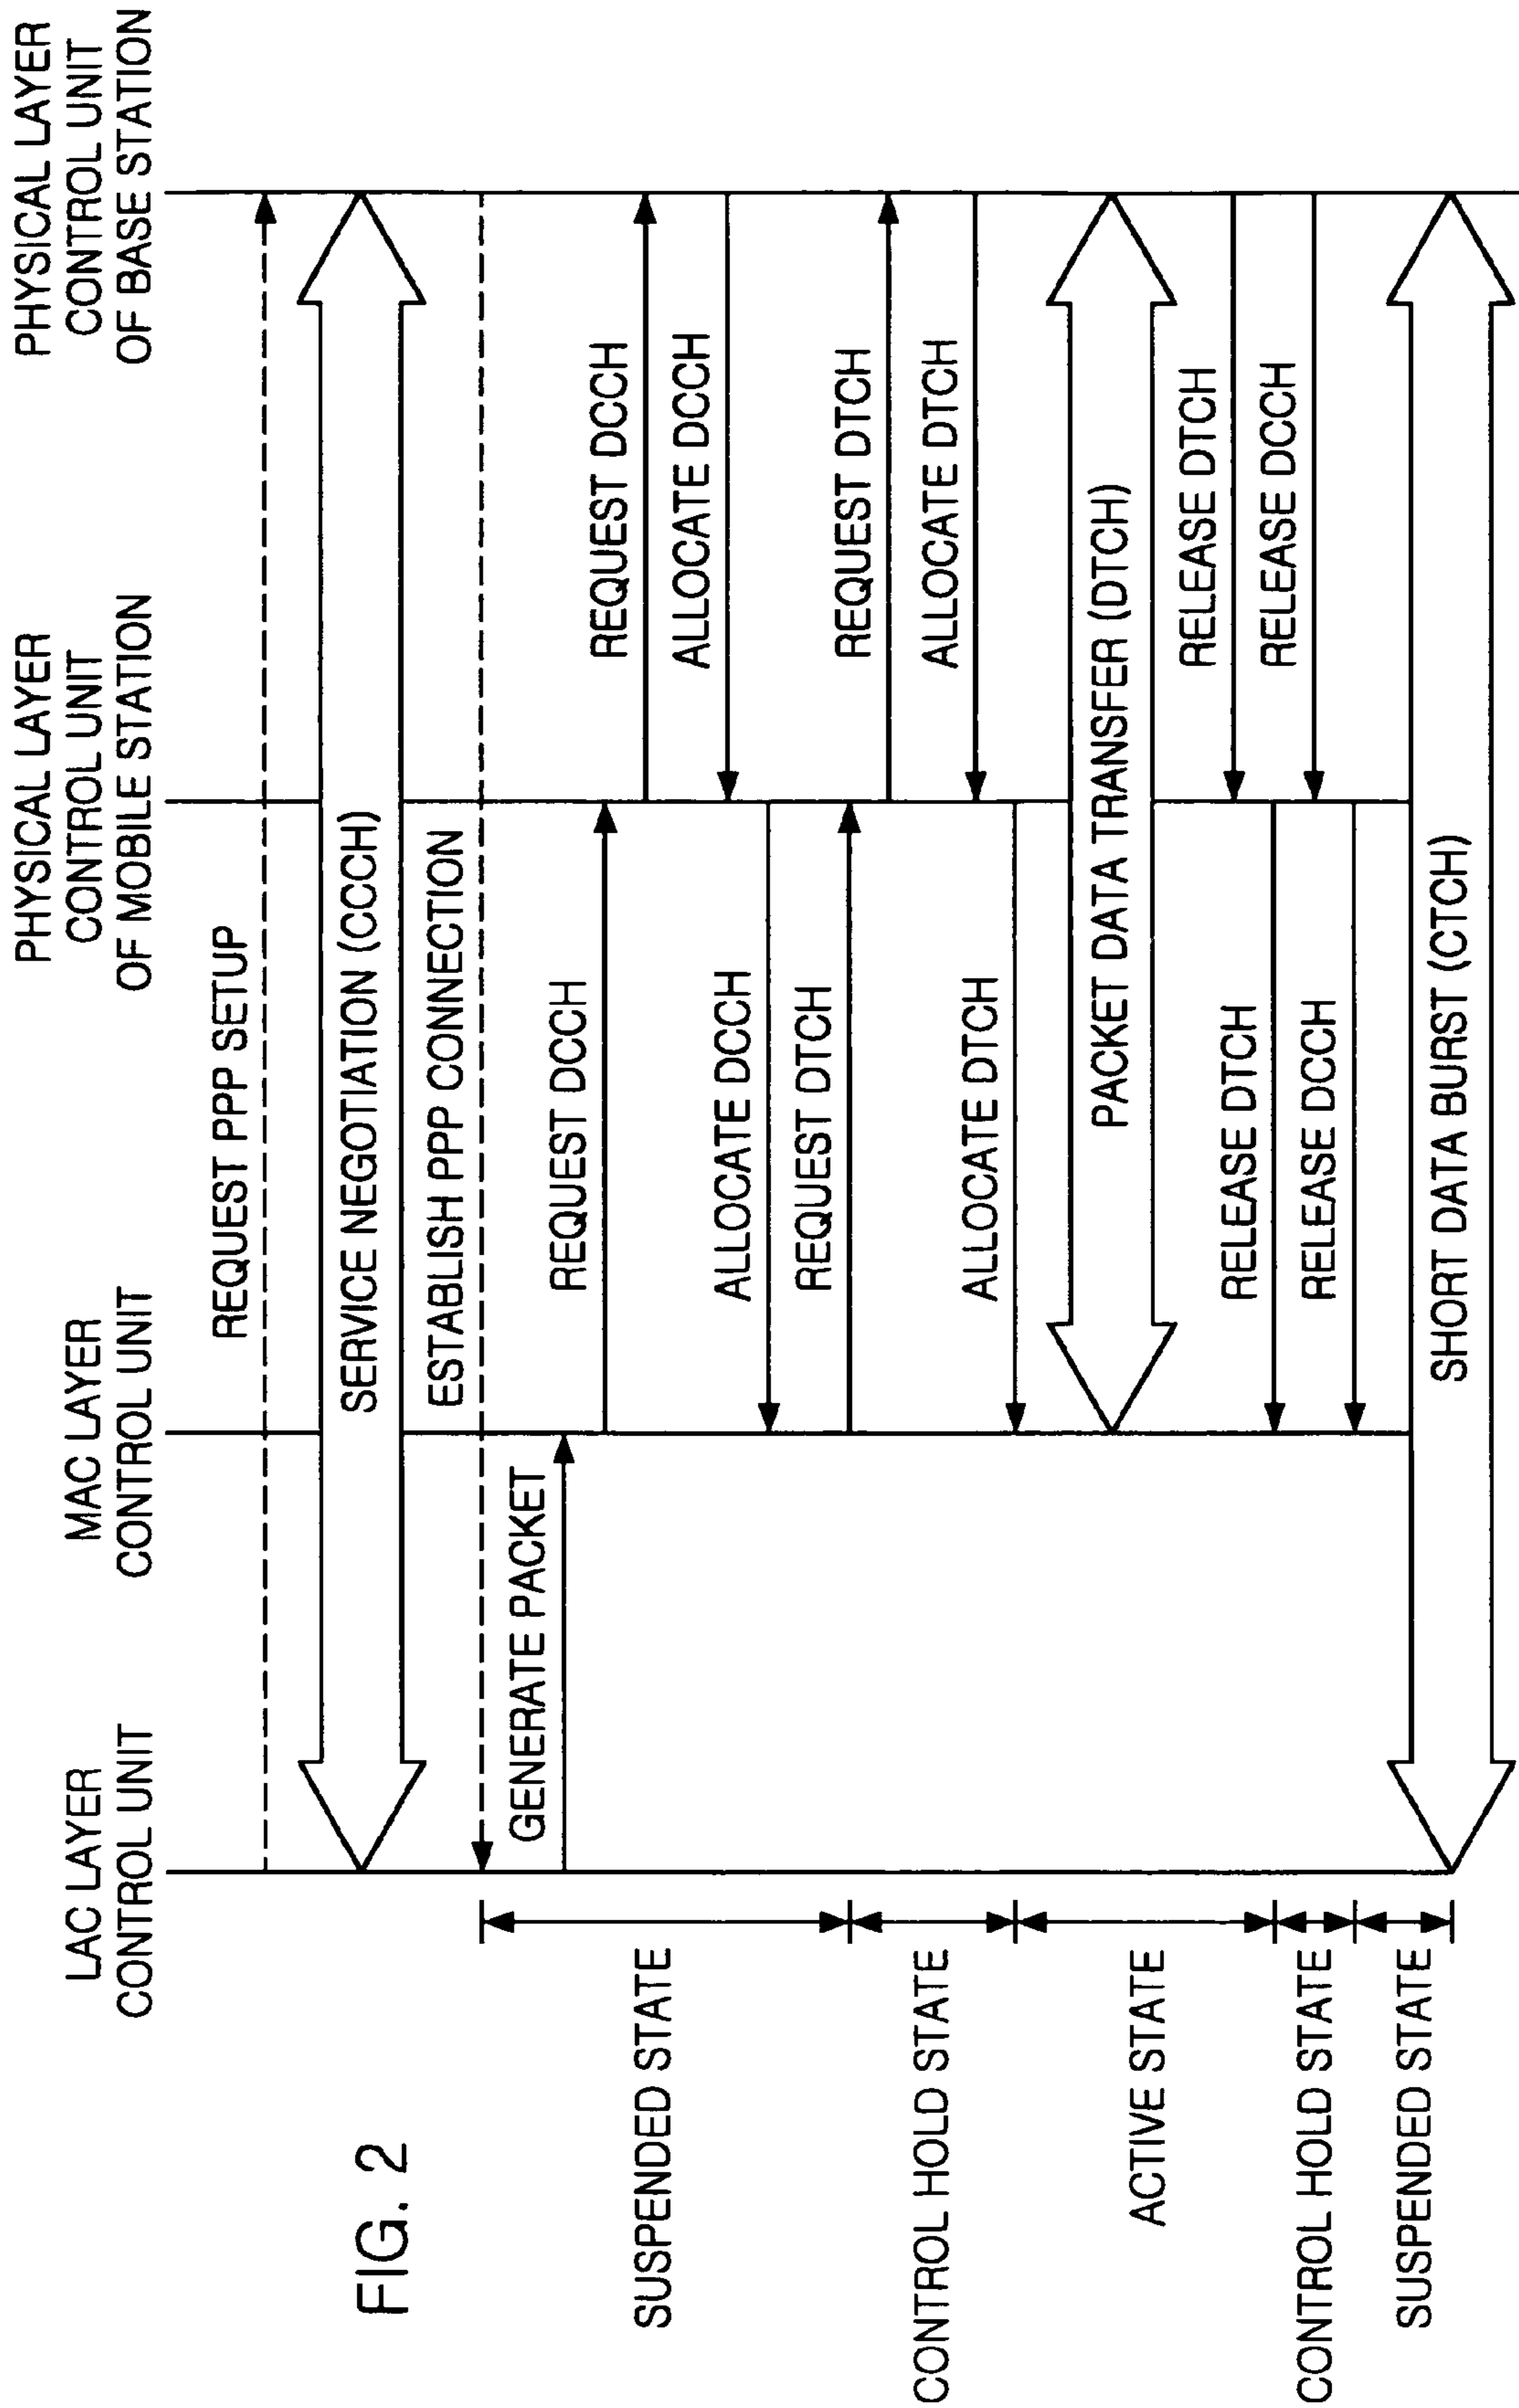 FIG. 2
LAC LAYER
CONTROL UNIT
MAC LAYER
CONTROL UNIT
PHYSICAL LAYER
CONTROL UNIT
OF MOBILE STATION
PHYSICAL LAYER
CONTROL UNIT
OF BASE STATION
REQUEST PPP SETUP
SERVICE NEGOTIATION (CCCH)
ESTABLISH PPP CONNECTION
SUSPENDED STATE
GENERATE PACKET
REQUEST DCCH
REQUEST DCCH
ALLOCATE DCCH
ALLOCATE DCCH
REQUEST DTCH
CONTROL HOLD STATE
REQUEST DTCH
ALLOCATE DTCH
ALLOCATE DTCH
ACTIVE STATE
PACKET DATA TRANSFER (DTCH)
RELEASE DTCH
RELEASE DTCH
CONTROL HOLD STATE
RELEASE DCCH
RELEASE DCCH
SUSPENDED STATE
SHORT DATA BURST (CTCH)